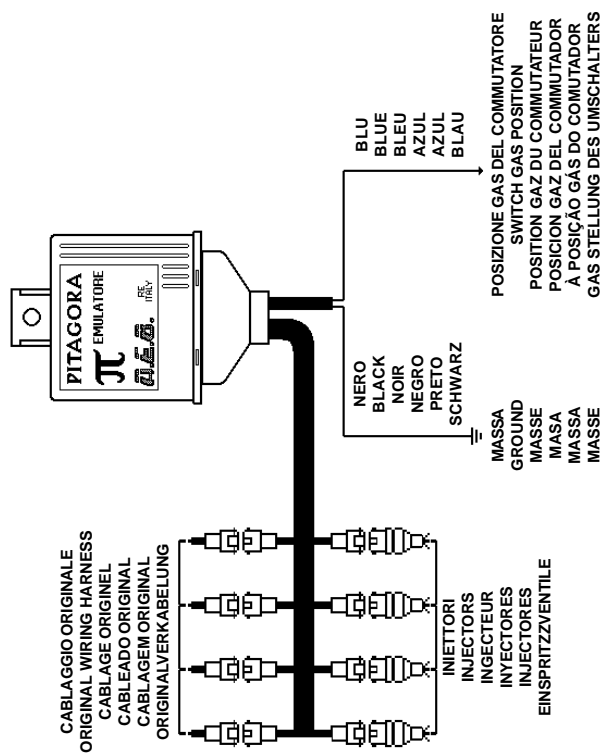 PITAGORA
π EMULATORE
A.E.B.
RE
ITALY
BLU
BLUE
BLEU
AZUL
AZUL
BLAU
POSIZIONE GAS DEL COMMUTATORE
SWITCH GAS POSITION
POSITION GAZ DU COMMUTATEUR
POSICION GAZ DEL COMMUTADOR
À POSIÇÃO GÁS DO COMUTADOR
GAS STELLUNG DES UMSCHALTERS
NERO
BLACK
NOIR
NEGRO
PRETO
SCHWARZ
MASSA
GROUND
MASSE
MASA
MASSA
MASSE
CABLAGGIO ORIGINALE
ORIGINAL WIRING HARNESS
CABLAGE ORIGINEL
CABLEADO ORIGINAL
CABLAGEM ORIGINAL
ORIGINALVERKABELUNG
INIETTORI
INJECTORS
INGECTEUR
INYECTORES
INJECTORES
EINSPRITZZVENTILE